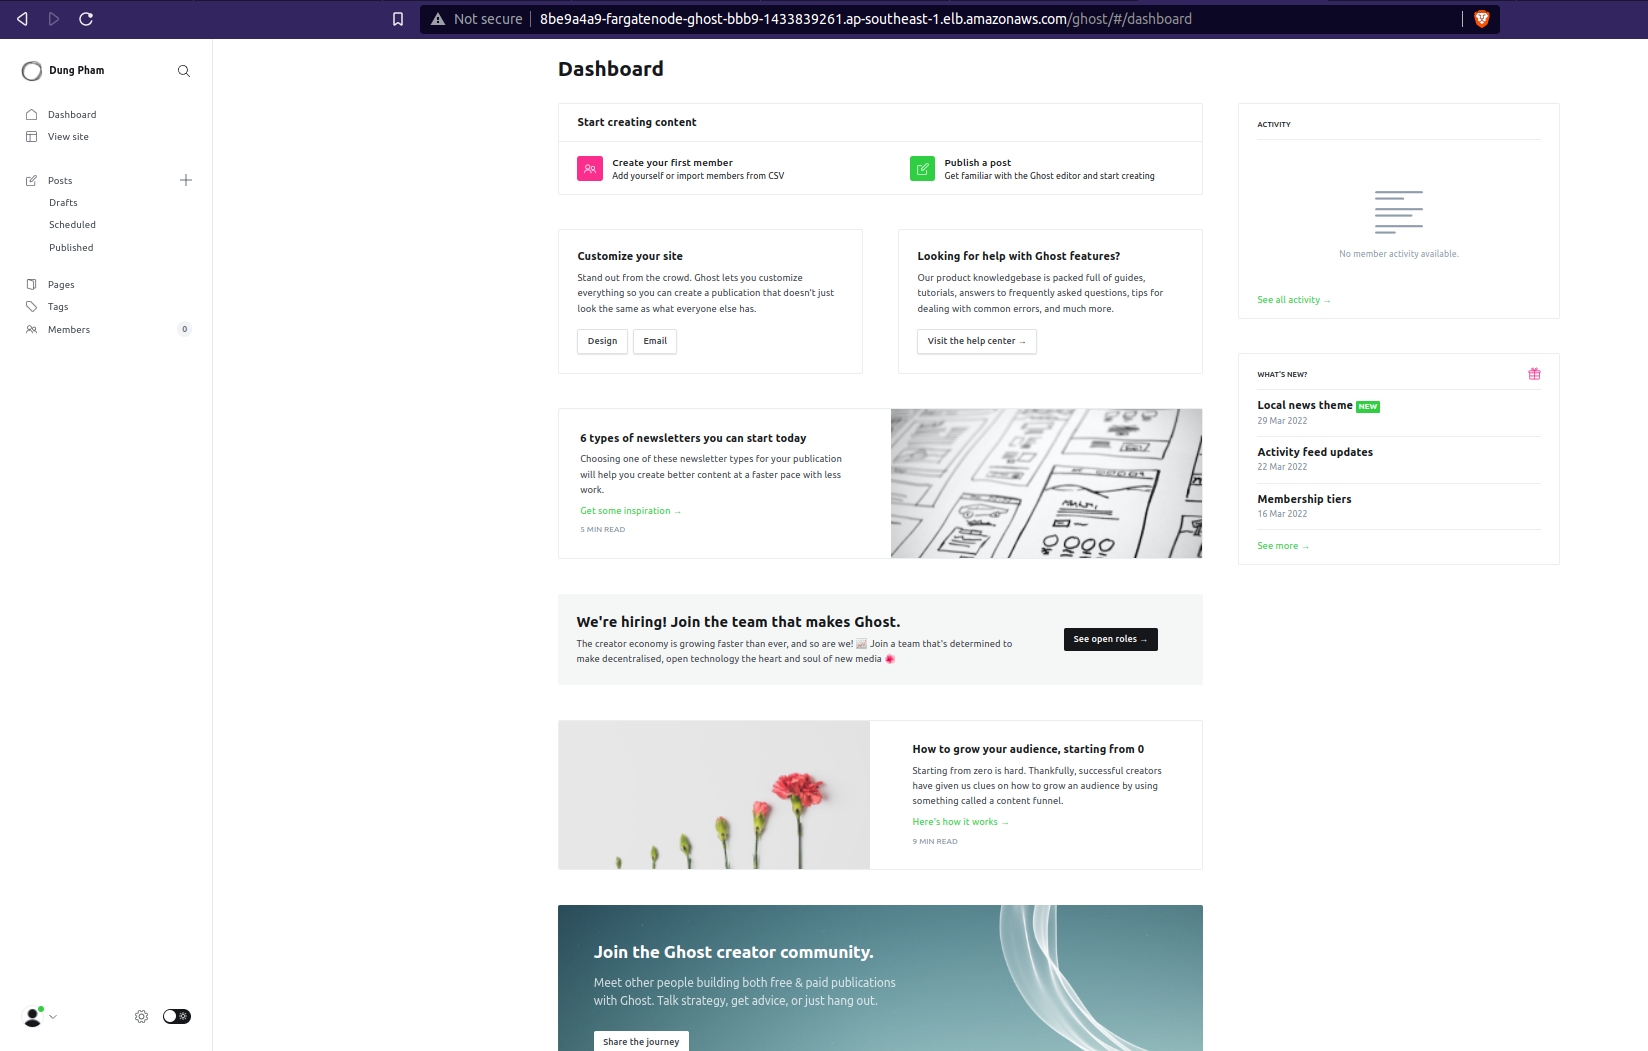 Not secure
8be9a4a9-fargatenode-ghost-bbb9-1433839261.ap-southeast-1.elb.amazonaws.com/ghost/#/dashboard
Dung Pham
Dashboard
View site
Posts
Drafts
Scheduled
Published
Pages
Tags
Members 0
Dashboard
Start creating content
Create your first member
Add yourself or import members from CSV
Publish a post
Get familiar with the Ghost editor and start creating
Customize your site
Stand out from the crowd. Ghost lets you customize
everything so you can create a publication that doesn't just
look the same as what everyone else has.
Design
Email
Looking for help with Ghost features?
Our product knowledgebase is packed full of guides,
tutorials, answers to frequently asked questions, tips for
dealing with common errors, and much more.
Visit the help center →
6 types of newsletters you can start today
Choosing one of these newsletter types for your publication
will help you create better content at a faster pace with less
work.
Get some inspiration →
5 MIN READ
We're hiring! Join the team that makes Ghost.
The creator economy is growing faster than ever, and so are we! 📈 Join a team that's determined to
make decentralised, open technology the heart and soul of new media 🌺
See open roles →
How to grow your audience, starting from 0
Starting from zero is hard. Thankfully, successful creators
have given us clues on how to grow an audience by using
something called a content funnel.
Here's how it works →
9 MIN READ
Join the Ghost creator community.
Meet other people building both free & paid publications
with Ghost. Talk strategy, get advice, or just hang out.
Share the journey
ACTIVITY
No member activity available.
See all activity →
WHAT'S NEW?
Local news theme NEW
29 Mar 2022
Activity feed updates
22 Mar 2022
Membership tiers
16 Mar 2022
See more →